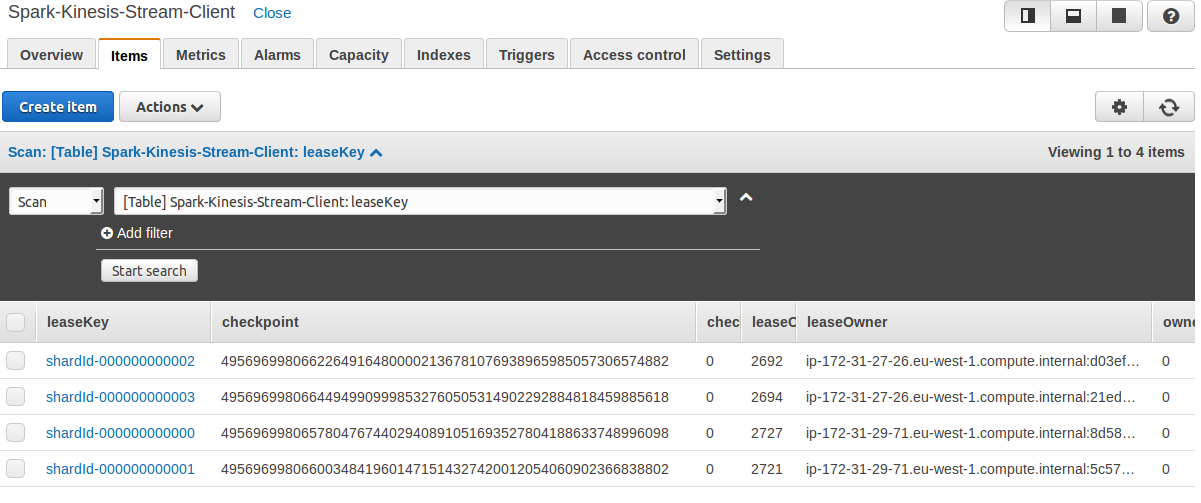 Spark-Kinesis-Stream-Client Close
Overview Items Metrics Alarms Capacity Indexes Triggers Access control Settings
Create item Actions
Scan: [Table] Spark-Kinesis-Stream-Client: leaseKey Viewing 1 to 4 items
Scan [Table] Spark-Kinesis-Stream-Client: leaseKey
Add filter
Start search
leaseKey checkpoint chec leaseC leaseOwner owne
shardId-000000000002 49569699806622649164800002136781076938965985057306574882 0 2692 ip-172-31-27-26.eu-west-1.compute.internal:d03ef… 0
shardId-000000000003 49569699806644949909998532760505314902292884818459885618 0 2694 ip-172-31-27-26.eu-west-1.compute.internal:21ed… 0
shardId-000000000000 49569699806578047674402940891051693527804188633748996098 0 2727 ip-172-31-29-71.eu-west-1.compute.internal:8d58… 0
shardId-000000000001 49569699806600348419601471514327420012054060902366838802 0 2721 ip-172-31-29-71.eu-west-1.compute.internal:5c57… 0